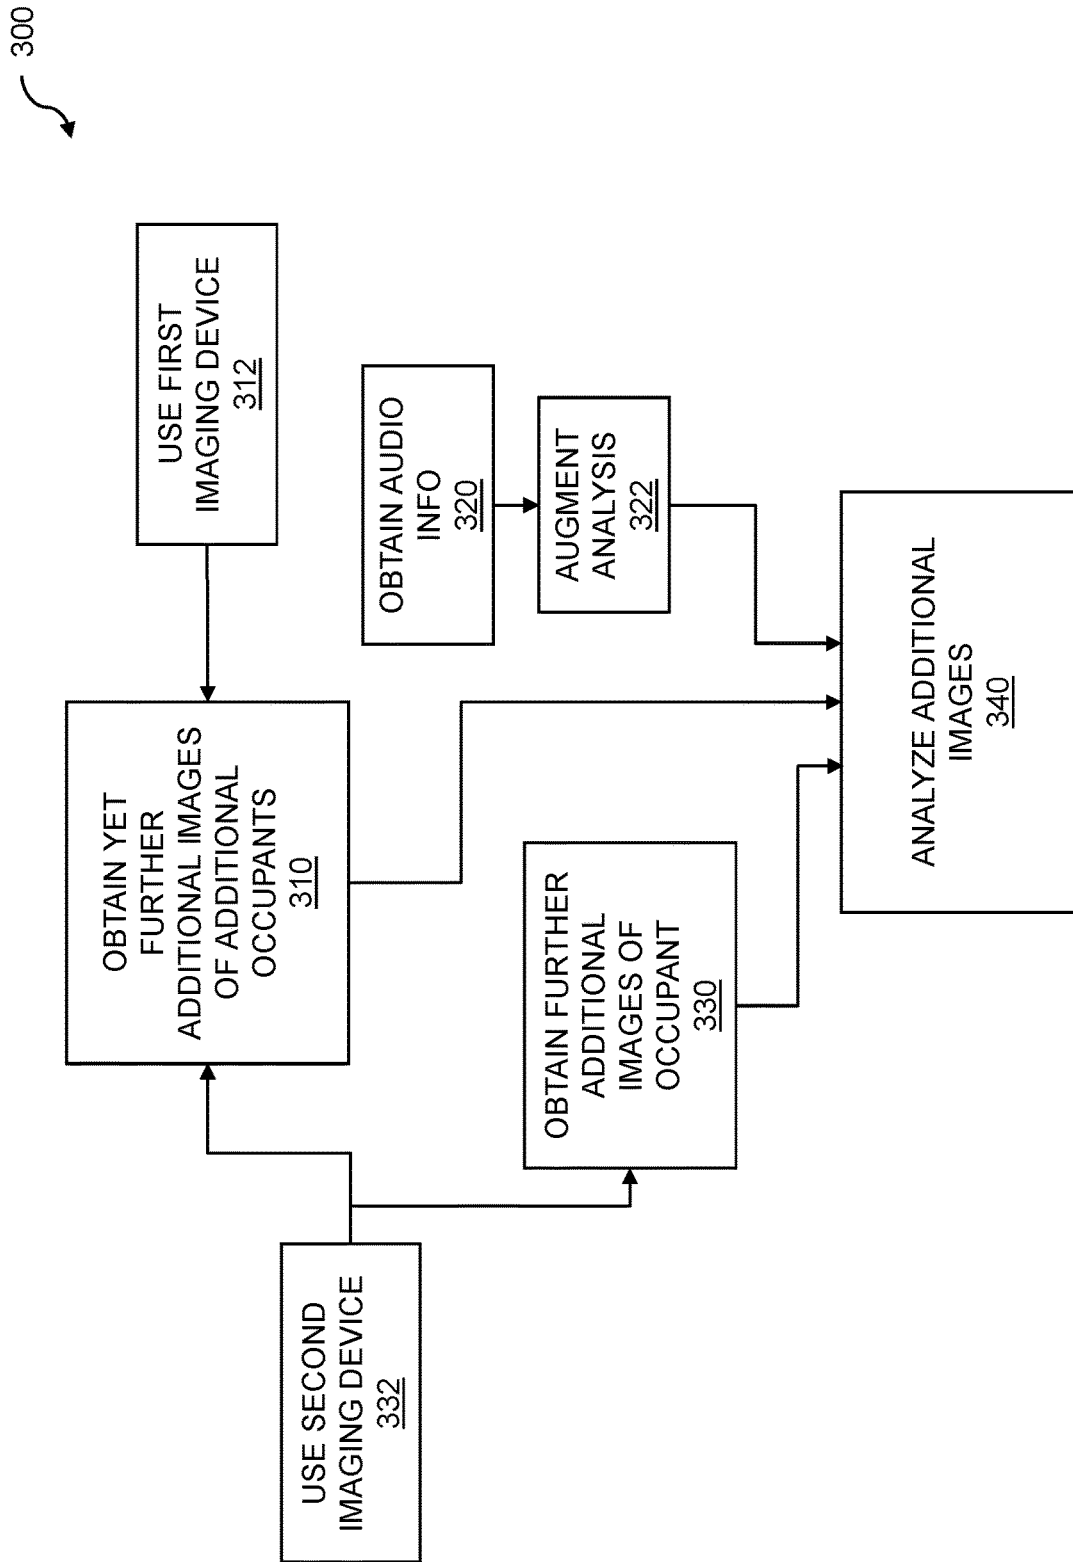 300
USE FIRST
IMAGING DEVICE
312
OBTAIN YET
FURTHER
ADDITIONAL IMAGES
OF ADDITIONAL
OCCUPANTS
310
USE SECOND
IMAGING DEVICE
332
OBTAIN AUDIO
INFO
320
AUGMENT
ANALYSIS
322
OBTAIN FURTHER
ADDITIONAL
IMAGES OF
OCCUPANT
330
ANALYZE ADDITIONAL
IMAGES
340